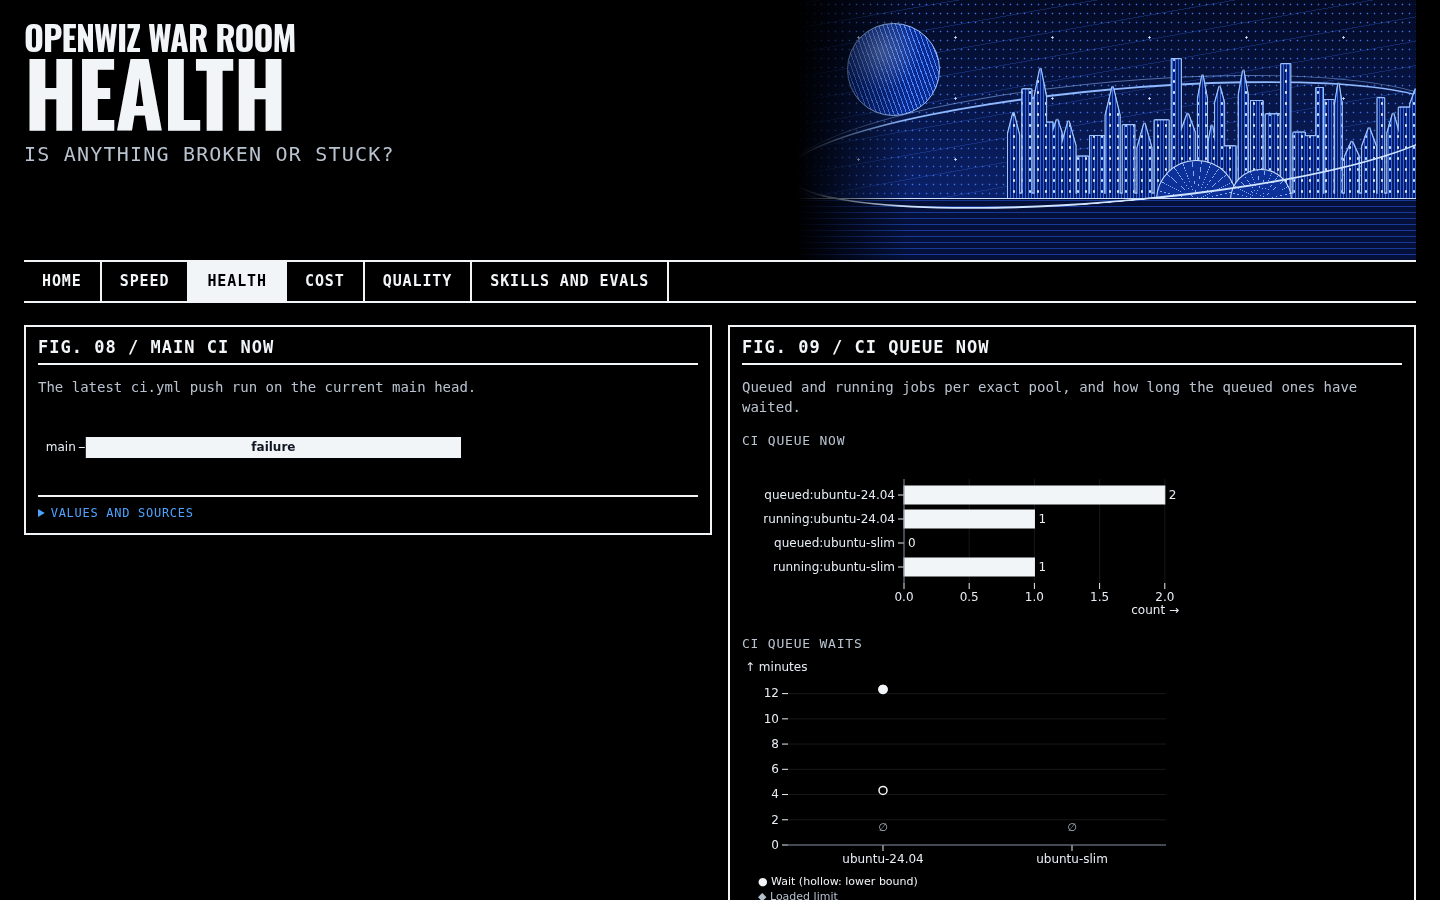 OPENWIZ WAR ROOM
HEALTH
IS ANYTHING BROKEN OR STUCK?
HOME SPEED HEALTH COST QUALITY SKILLS AND EVALS
FIG. 08 / MAIN CI NOW
The latest ci.yml push run on the current main head.
main
failure
▶ VALUES AND SOURCES
FIG. 09 / CI QUEUE NOW
Queued and running jobs per exact pool, and how long the queued ones have
waited.
CI QUEUE NOW
queued:ubuntu-24.04 2
running:ubuntu-24.04 1
queued:ubuntu-slim 0
running:ubuntu-slim 1
0.0 0.5 1.0 1.5 2.0
count →
CI QUEUE WAITS
↑ minutes
12
10
8
6
4
2
∅ ∅
0
ubuntu-24.04 ubuntu-slim
● Wait (hollow: lower bound)
◆ Loaded limit